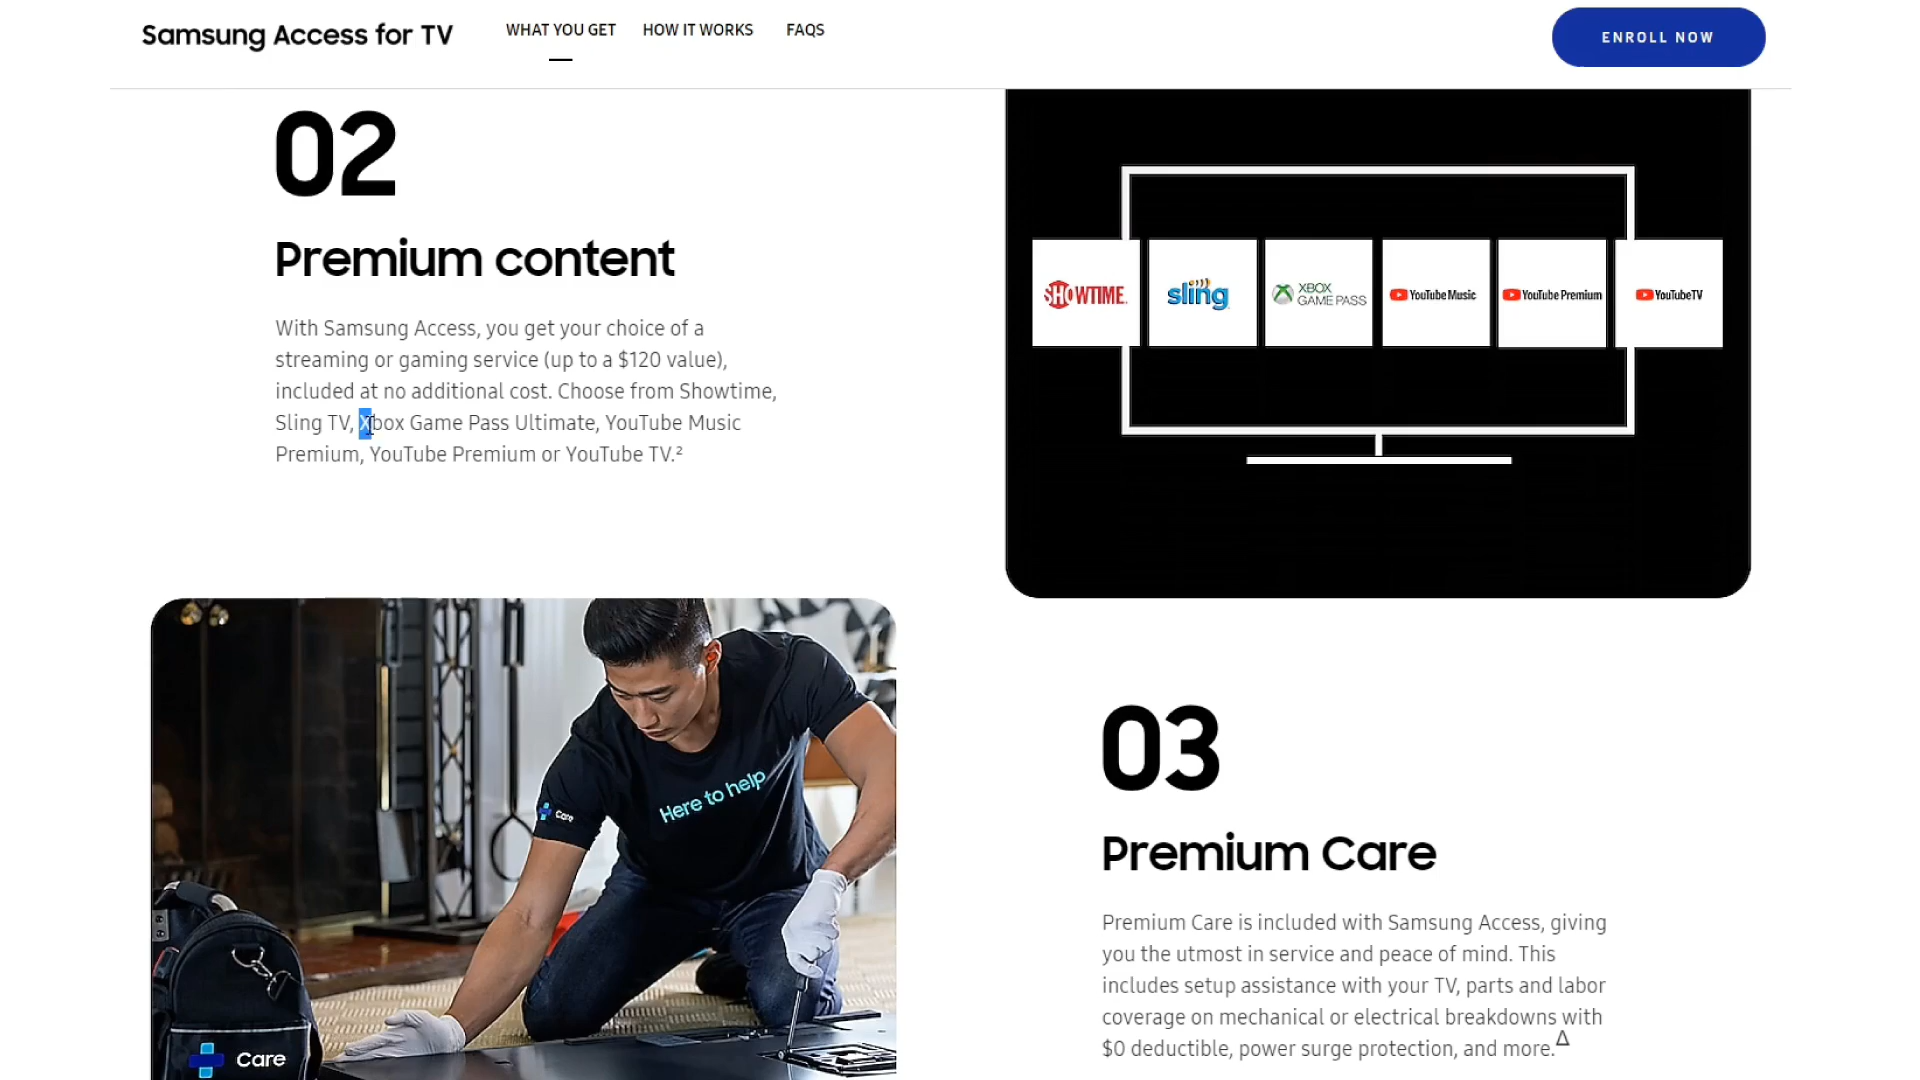 Samsung Access for TV
WHAT YOU GET
HOW IT WORKS
FAQS
ENROLL NOW
02
Premium content
With Samsung Access, you get your choice of a
streaming or gaming service (up to a $120 value),
included at no additional cost. Choose from Showtime,
Sling TV, Xbox Game Pass Ultimate, YouTube Music
Premium, YouTube Premium or YouTube TV.²
SHOWTIME.
sling
XBOX
GAME PASS
YouTube Music
YouTube Premium
YouTubeTV
Here to help
Care
Care
03
Premium Care
Premium Care is included with Samsung Access, giving
you the utmost in service and peace of mind. This
includes setup assistance with your TV, parts and labor
coverage on mechanical or electrical breakdowns with
$0 deductible, power surge protection, and more.Δ